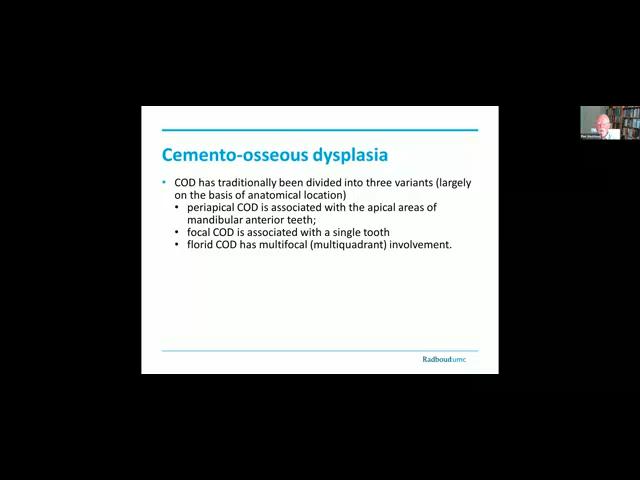 Cemento-osseous dysplasia
• COD has traditionally been divided into three variants (largely
on the basis of anatomical location)
• periapical COD is associated with the apical areas of
mandibular anterior teeth;
• focal COD is associated with a single tooth
• florid COD has multifocal (multiquadrant) involvement.
Radboudumc